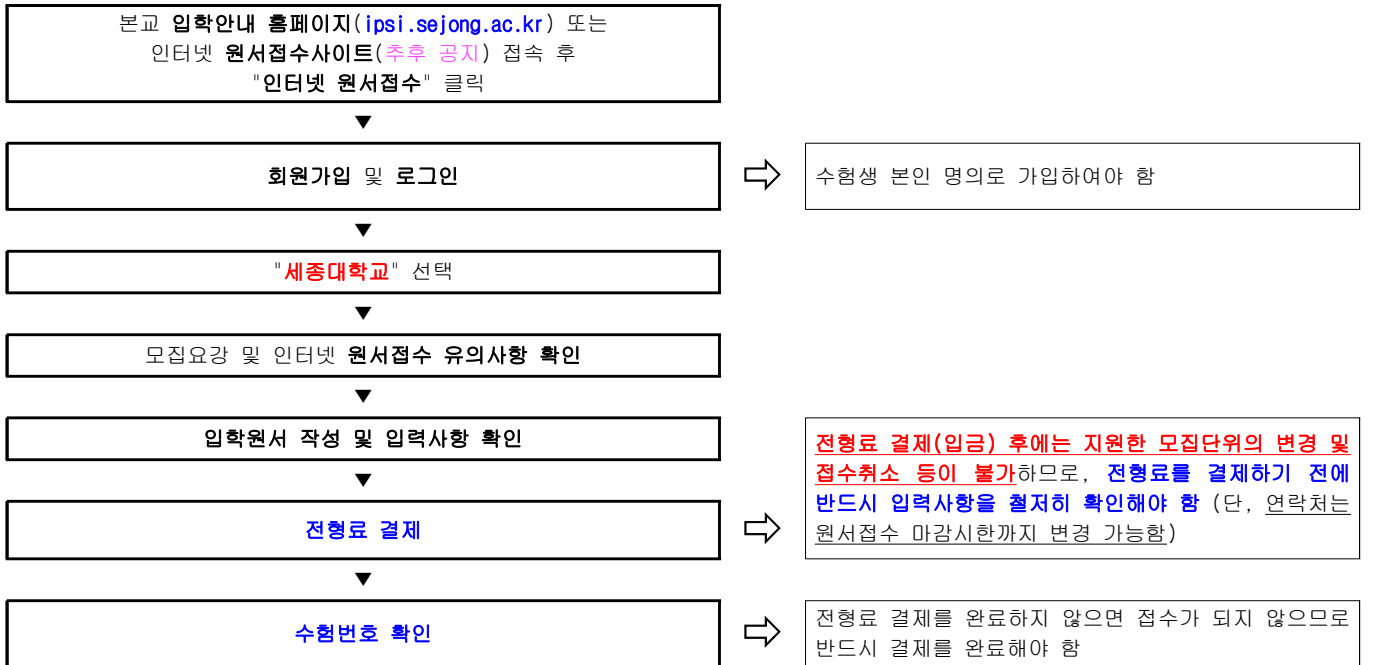 본교 입학안내 홈페이지(ipsi.sejong.ac.kr) 또는
인터넷 원서접수사이트(추후 공지) 접속 후
"인터넷 원서접수" 클릭
▼
회원가입 및 로그인
수험생 본인 명의로 가입하여야 함
▼
"세종대학교" 선택
▼
모집요강 및 인터넷 원서접수 유의사항 확인
▼
입학원서 작성 및 입력사항 확인
▼
전형료 결제
전형료 결제(입금) 후에는 지원한 모집단위의 변경 및
접수취소 등이 불가하므로, 전형료를 결제하기 전에
반드시 입력사항을 철저히 확인해야 함 (단, 연락처는
원서접수 마감시한까지 변경 가능함)
▼
수험번호 확인
전형료 결제를 완료하지 않으면 접수가 되지 않으므로
반드시 결제를 완료해야 함